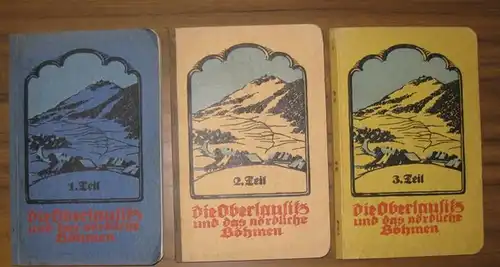 1. Teil
Die Oberlausitz
und das nördliche
Böhmen
2. Teil
Die Oberlausitz
und das nördliche
Böhmen
3. Teil
Die Oberlausitz
und das nördliche
Böhmen